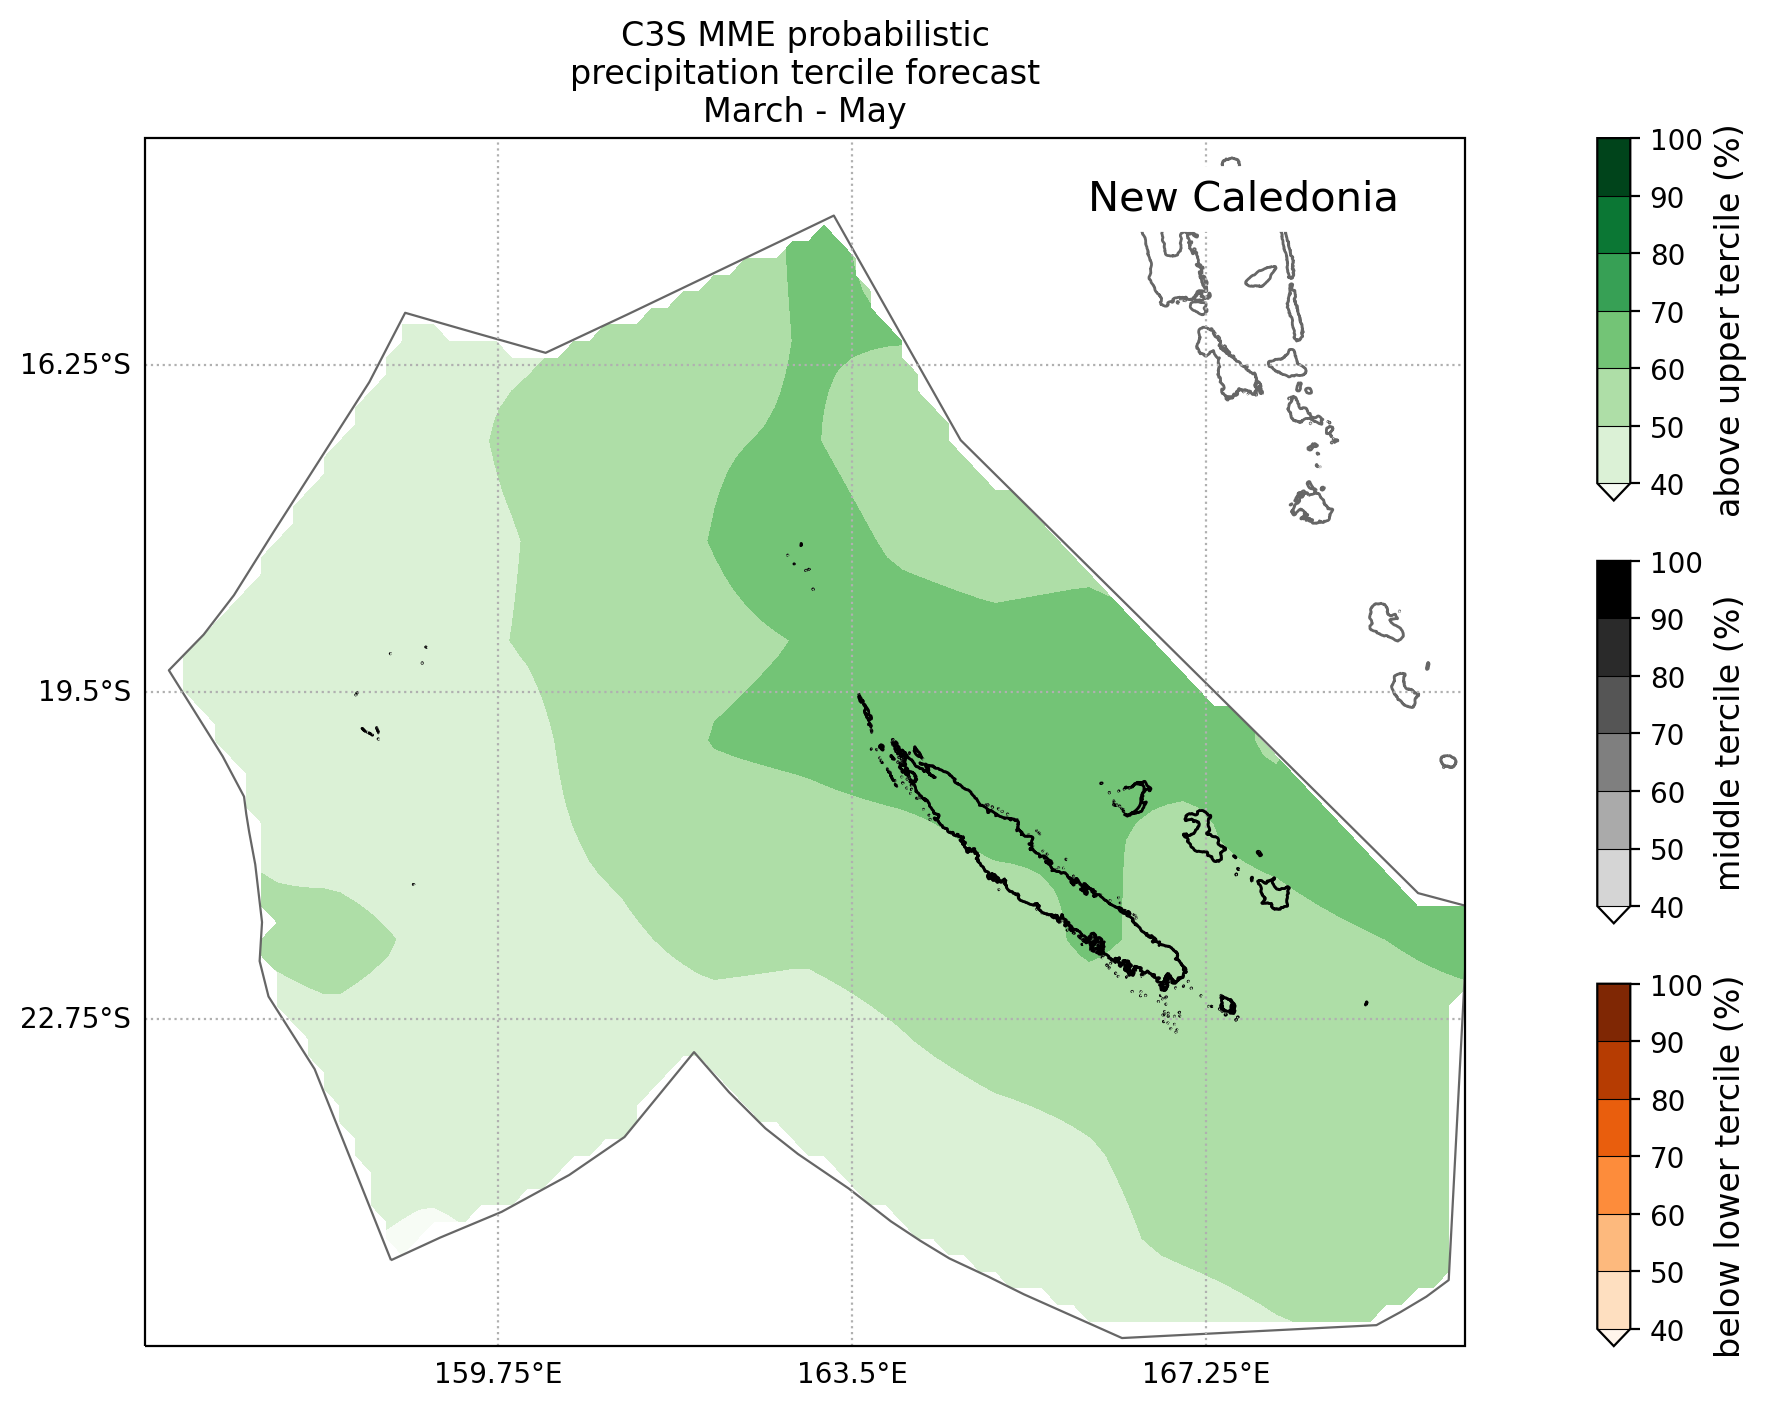 C3S MME probabilistic
precipitation tercile forecast
March - May
New Caledonia
16.25°S
19.5°S
22.75°S
159.75°E
163.5°E
167.25°E
100
90
80
70
60
50
40
above upper tercile (%)
100
90
80
70
60
50
40
middle tercile (%)
100
90
80
70
60
50
40
below lower tercile (%)